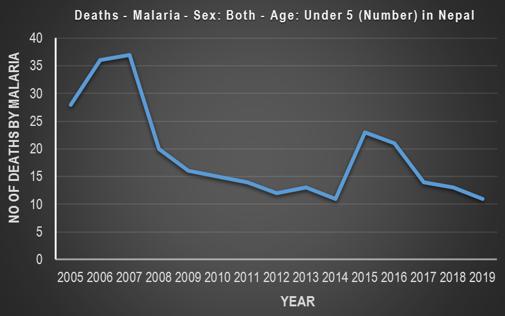 Deaths - Malaria - Sex: Both - Age: Under 5 (Number) in Nepal
NO OF DEATHS BY MALARIA
40
35
30
25
20
15
10
5
0
2005 2006 2007 2008 2009 2010 2011 2012 2013 2014 2015 2016 2017 2018 2019
YEAR